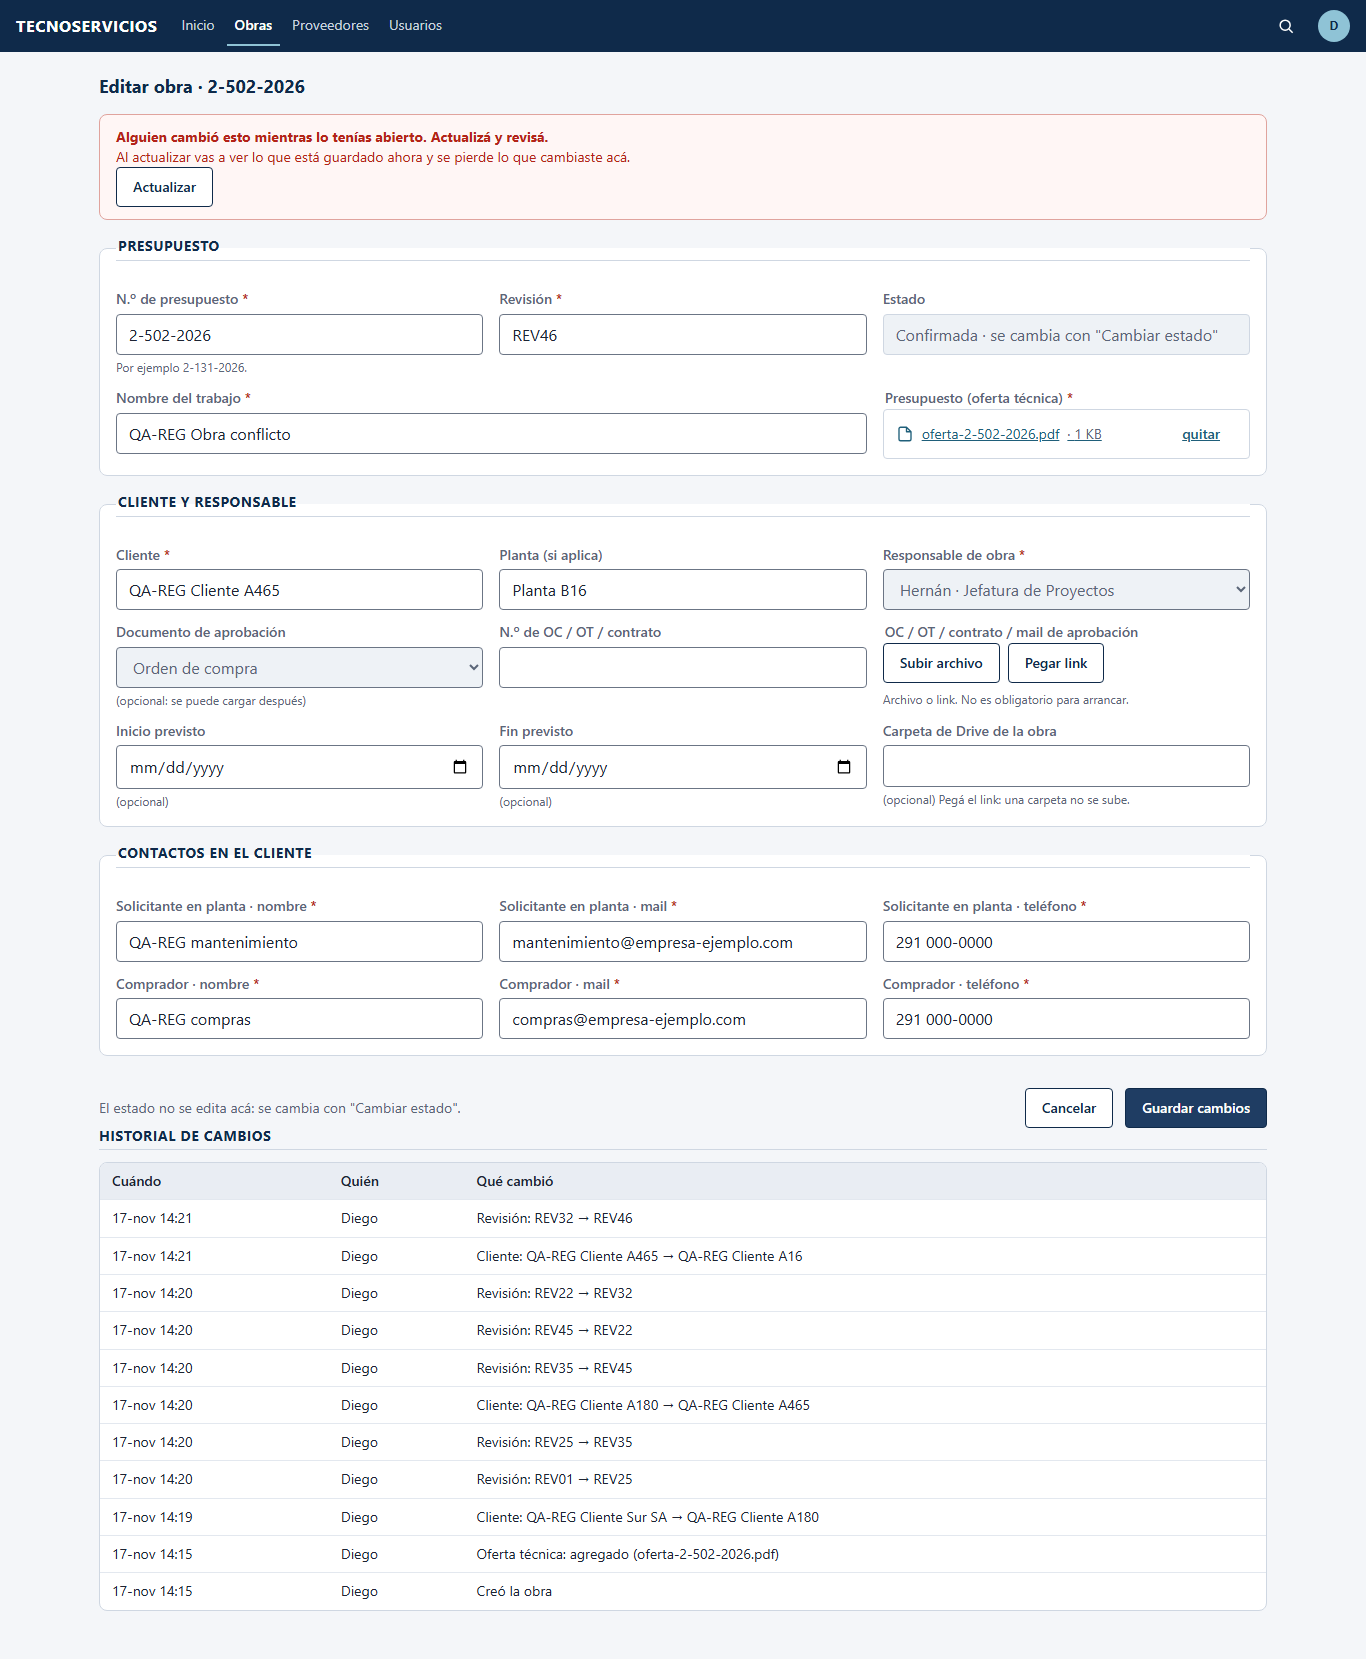 TECNOSERVICIOS Inicio Obras Proveedores Usuarios D
Editar obra · 2-502-2026
Alguien cambió esto mientras lo tenías abierto. Actualizá y revisá.
Al actualizar vas a ver lo que está guardado ahora y se pierde lo que cambiaste acá.
Actualizar
PRESUPUESTO
N.º de presupuesto * Revisión * Estado
2-502-2026 REV46 Confirmada · se cambia con "Cambiar estado"
Por ejemplo 2-131-2026.
Nombre del trabajo * Presupuesto (oferta técnica) *
QA-REG Obra conflicto oferta-2-502-2026.pdf · 1 KB quitar
CLIENTE Y RESPONSABLE
Cliente * Planta (si aplica) Responsable de obra *
QA-REG Cliente A465 Planta B16 Hernán · Jefatura de Proyectos
Documento de aprobación N.º de OC / OT / contrato OC / OT / contrato / mail de aprobación
Orden de compra Subir archivo Pegar link
(opcional: se puede cargar después) Archivo o link. No es obligatorio para arrancar.
Inicio previsto Fin previsto Carpeta de Drive de la obra
mm/dd/yyyy mm/dd/yyyy
(opcional) (opcional) (opcional) Pegá el link: una carpeta no se sube.
CONTACTOS EN EL CLIENTE
Solicitante en planta · nombre * Solicitante en planta · mail * Solicitante en planta · teléfono *
QA-REG mantenimiento mantenimiento@empresa-ejemplo.com 291 000-0000
Comprador · nombre * Comprador · mail * Comprador · teléfono *
QA-REG compras compras@empresa-ejemplo.com 291 000-0000
El estado no se edita acá: se cambia con "Cambiar estado". Cancelar Guardar cambios
HISTORIAL DE CAMBIOS
Cuándo Quién Qué cambió
17-nov 14:21 Diego Revisión: REV32 → REV46
17-nov 14:21 Diego Cliente: QA-REG Cliente A465 → QA-REG Cliente A16
17-nov 14:20 Diego Revisión: REV22 → REV32
17-nov 14:20 Diego Revisión: REV45 → REV22
17-nov 14:20 Diego Revisión: REV35 → REV45
17-nov 14:20 Diego Cliente: QA-REG Cliente A180 → QA-REG Cliente A465
17-nov 14:20 Diego Revisión: REV25 → REV35
17-nov 14:20 Diego Revisión: REV01 → REV25
17-nov 14:19 Diego Cliente: QA-REG Cliente Sur SA → QA-REG Cliente A180
17-nov 14:15 Diego Oferta técnica: agregado (oferta-2-502-2026.pdf)
17-nov 14:15 Diego Creó la obra